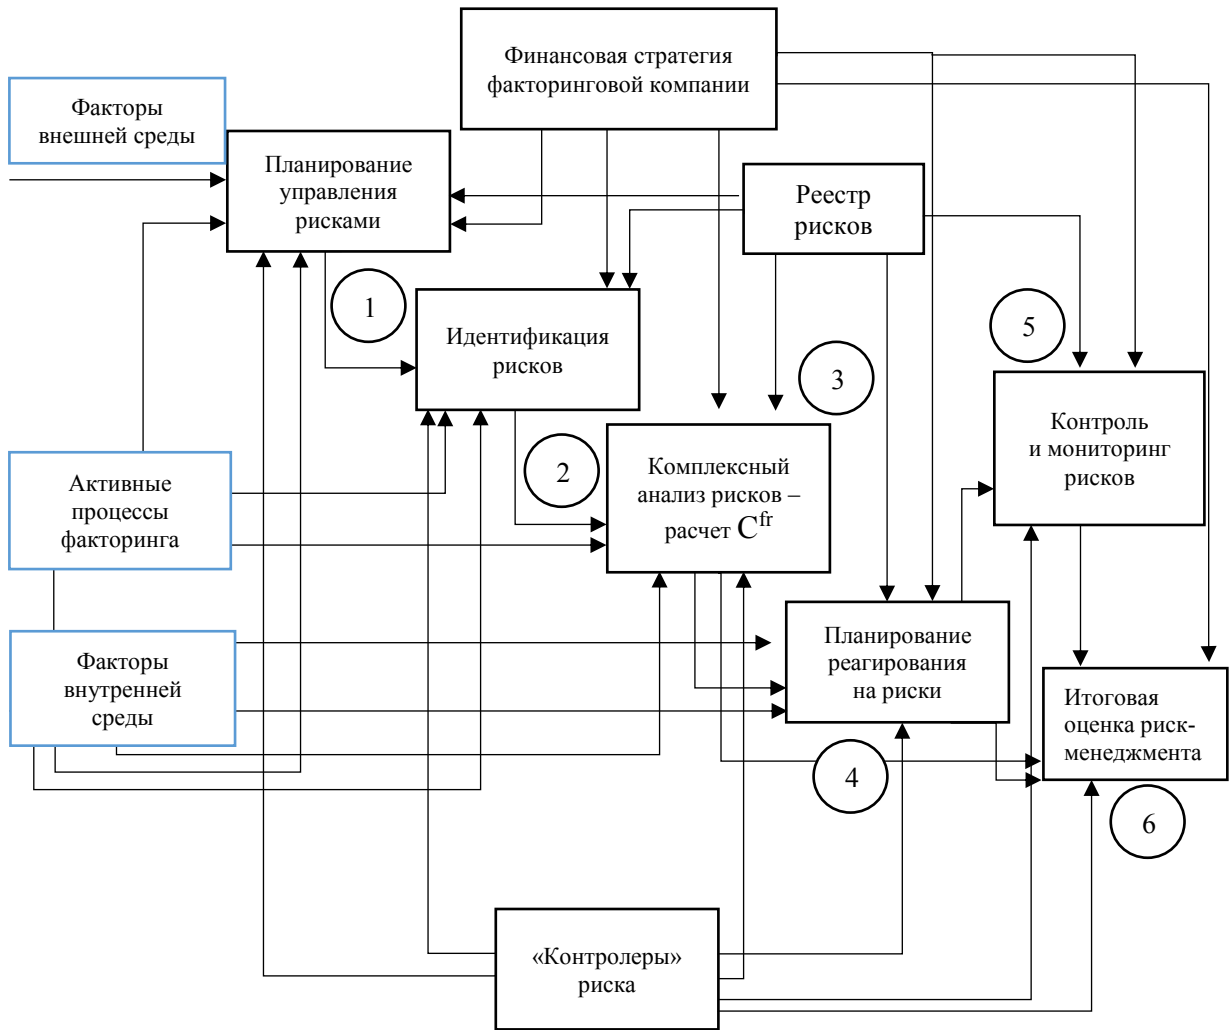 Финансовая стратегия
факторинговой компании
Факторы
внешней среды
Планирование
управления
рисками
Реестр
рисков
1
Идентификация
рисков
5
3
Контроль
и мониторинг
рисков
2
Комплексный
анализ рисков –
расчет C^fr
Активные
процессы
факторинга
Планирование
реагирования
на риски
Факторы
внутренней
среды
Итоговая
оценка риск-
менеджмента
4
6
«Контролеры»
риска